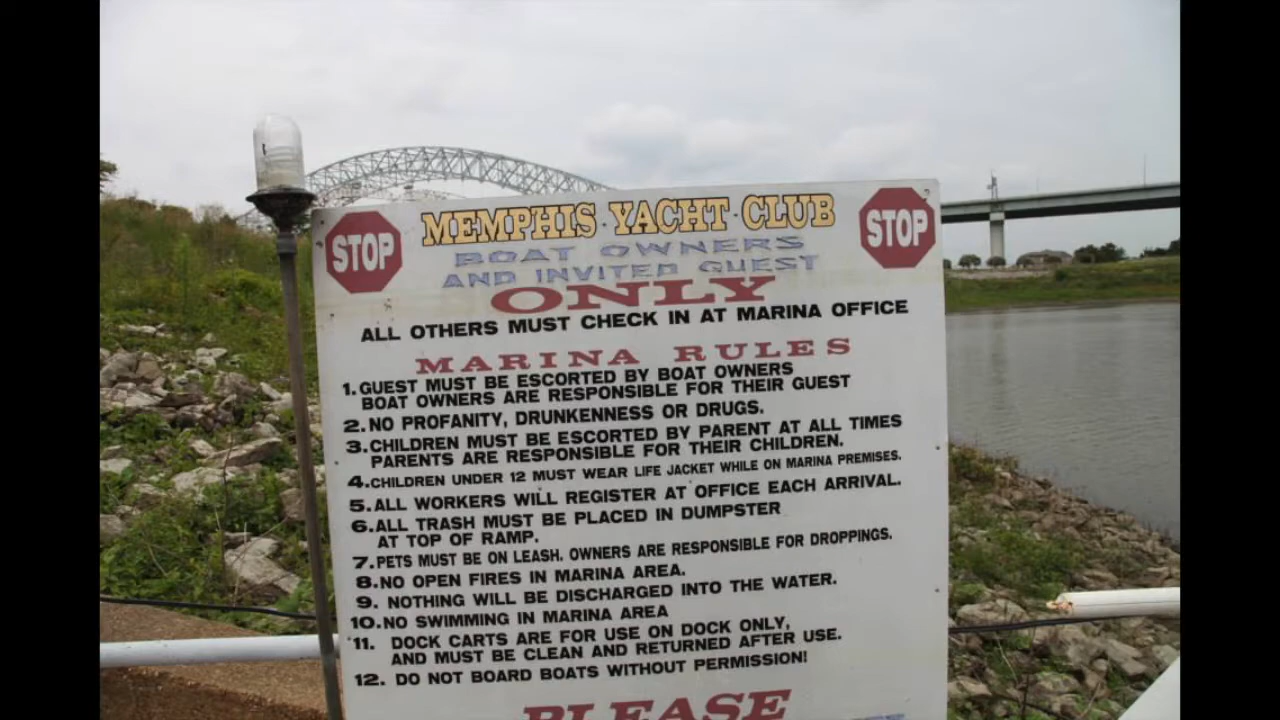 STOP
MEMPHIS YACHT CLUB
STOP
BOAT OWNERS
AND INVITED GUEST
ONLY
ALL OTHERS MUST CHECK IN AT MARINA OFFICE
MARINA RULES
1. GUEST MUST BE ESCORTED BY BOAT OWNERS
BOAT OWNERS ARE RESPONSIBLE FOR THEIR GUEST
2. NO PROFANITY, DRUNKENNESS OR DRUGS.
3. CHILDREN MUST BE ESCORTED BY PARENT AT ALL TIMES
PARENTS ARE RESPONSIBLE FOR THEIR CHILDREN.
4. CHILDREN UNDER 12 MUST WEAR LIFE JACKET WHILE ON MARINA PREMISES.
5. ALL WORKERS WILL REGISTER AT OFFICE EACH ARRIVAL.
6. ALL TRASH MUST BE PLACED IN DUMPSTER
AT TOP OF RAMP.
7. PETS MUST BE ON LEASH. OWNERS ARE RESPONSIBLE FOR DROPPINGS.
8. NO OPEN FIRES IN MARINA AREA.
9. NOTHING WILL BE DISCHARGED INTO THE WATER.
10. NO SWIMMING IN MARINA AREA
11. DOCK CARTS ARE FOR USE ON DOCK ONLY,
AND MUST BE CLEAN AND RETURNED AFTER USE.
12. DO NOT BOARD BOATS WITHOUT PERMISSION!
PLEASE